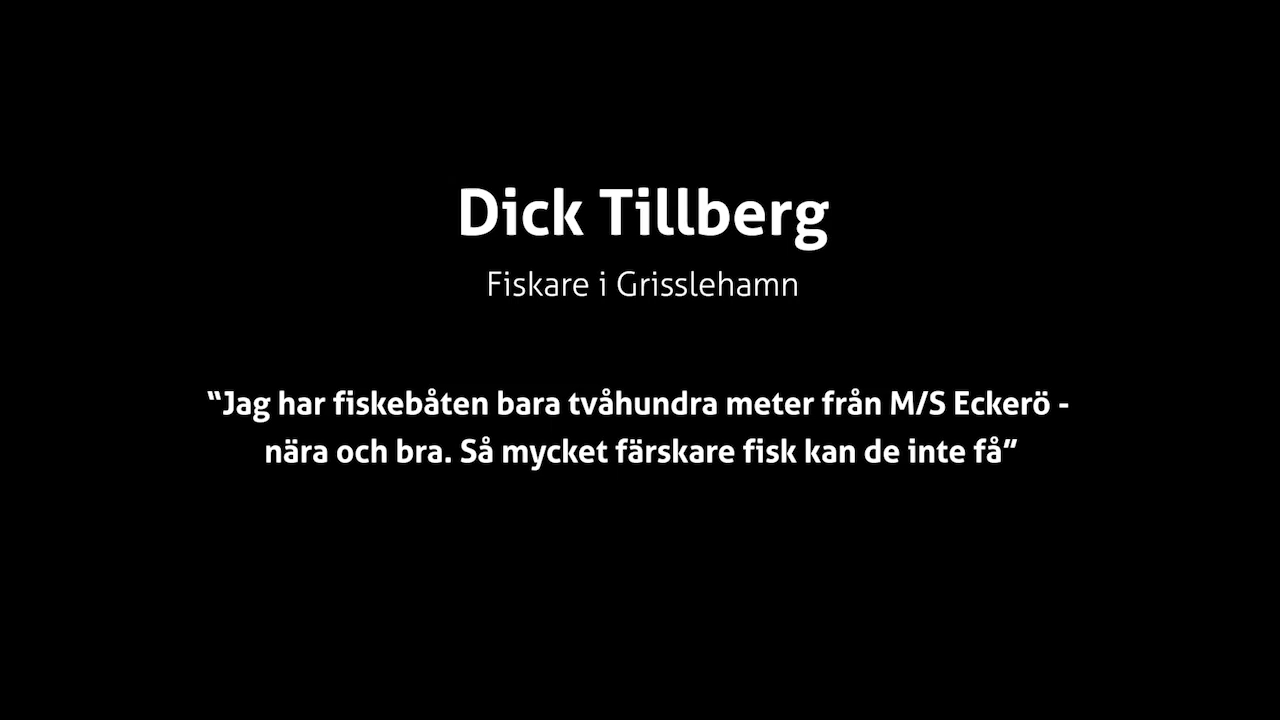 Dick Tillberg
Fiskare i Grisslehamn
“Jag har fiskebåten bara tvåhundra meter från M/S Eckerö -
nära och bra. Så mycket färskare fisk kan de inte få”